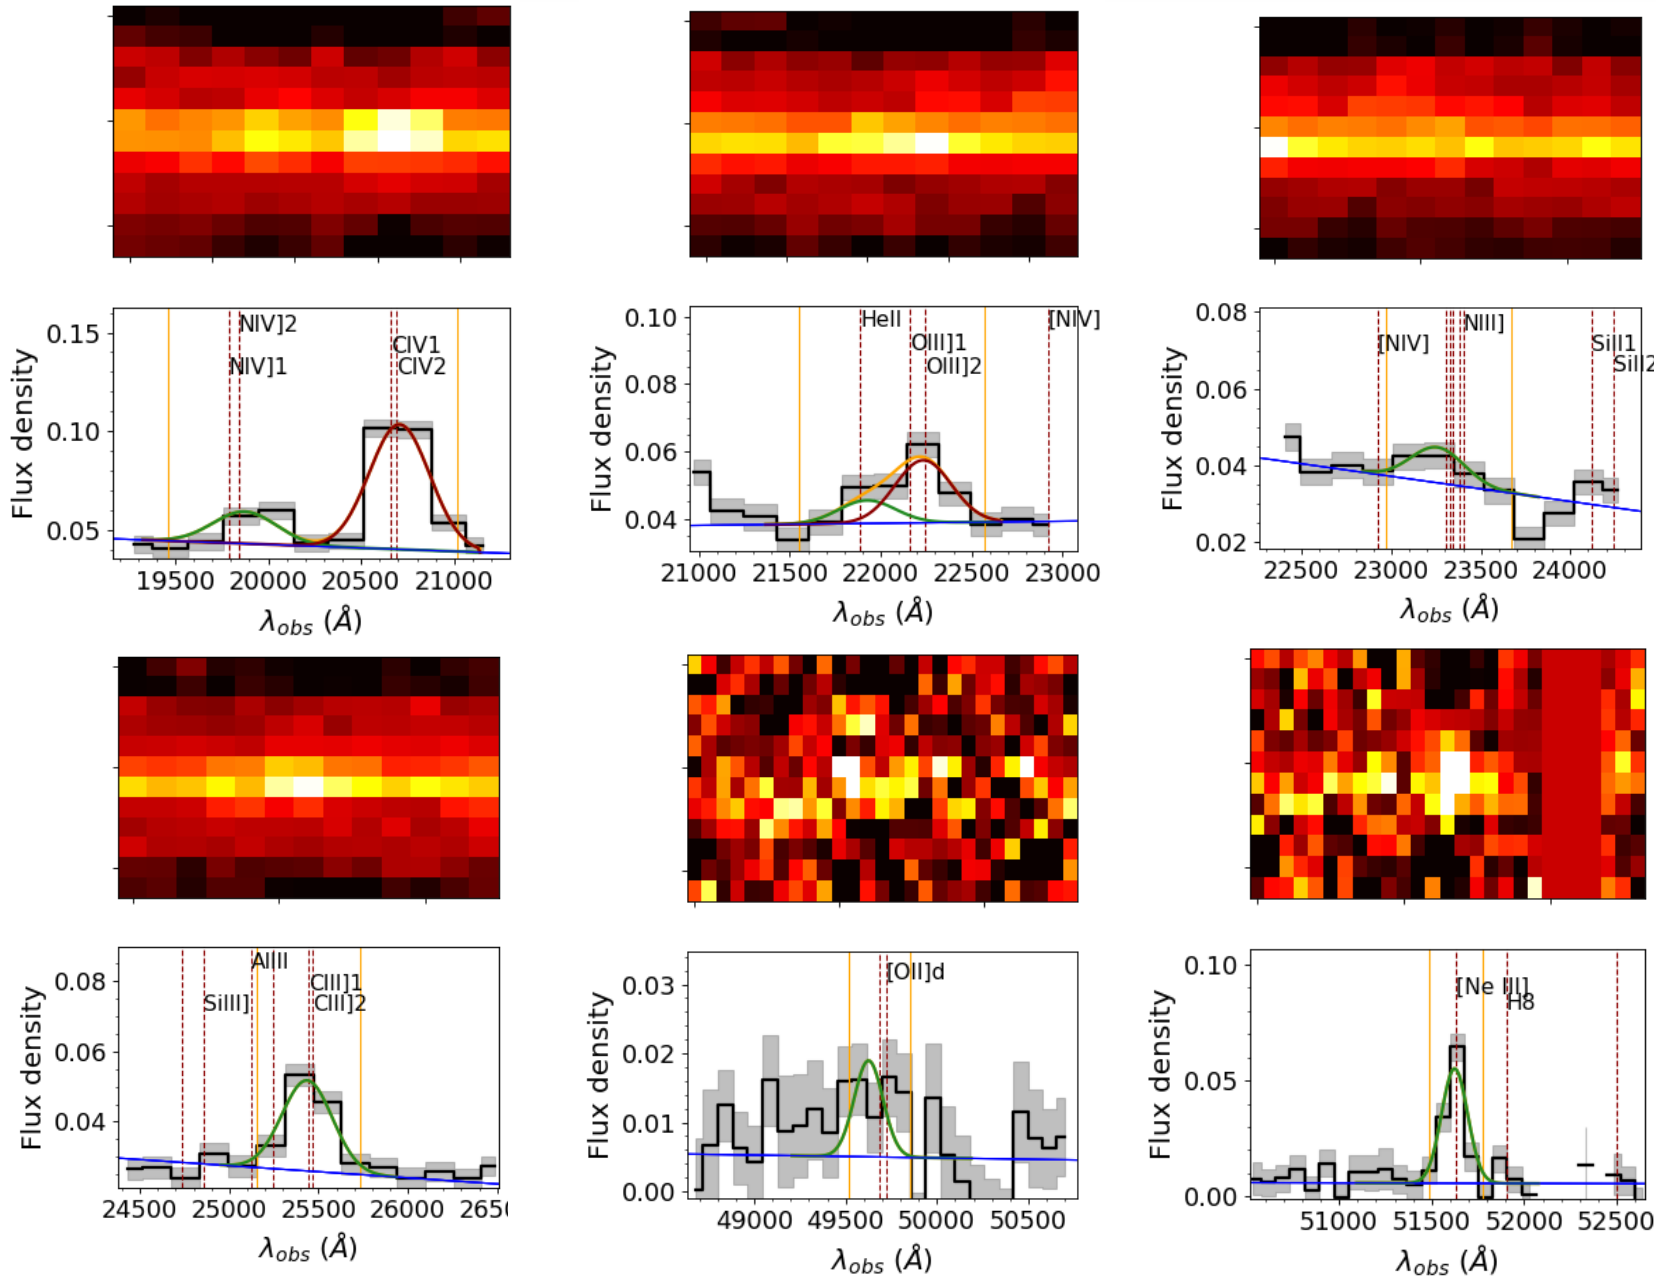 0.15
0.10
0.05
Flux density
NIV]2
NIV]1
CIV1
CIV2
19500 20000 20500 21000
λobs (Å)
0.10
0.08
0.06
0.04
Flux density
HeII
OIII]1
OIII]2
[NIV]
21000 21500 22000 22500 23000
λobs (Å)
0.08
0.06
0.04
0.02
Flux density
[NIV]
NIII]
SiII1
SiII2
22500 23000 23500 24000
λobs (Å)
0.08
0.06
0.04
Flux density
SiIII]
AlIII
CIII]1
CIII]2
24500 25000 25500 26000 2650
λobs (Å)
0.03
0.02
0.01
0.00
Flux density
[OII]d
49000 49500 50000 50500
λobs (Å)
0.10
0.05
0.00
Flux density
[Ne III]
H8
51000 51500 52000 52500
λobs (Å)